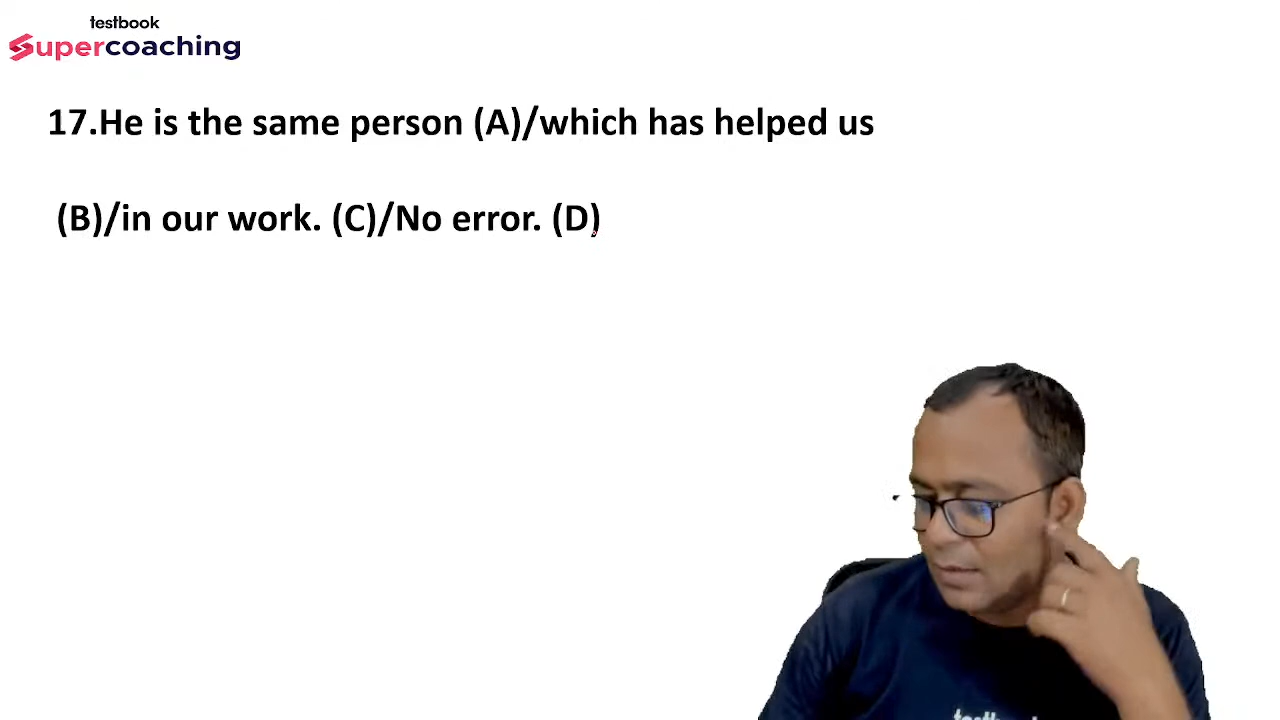 testbook
Supercoaching
17.He is the same person (A)/which has helped us
(B)/in our work. (C)/No error. (D)